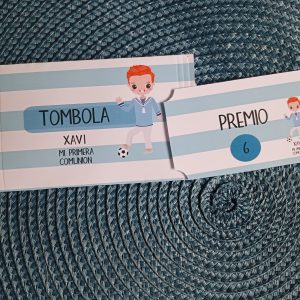 TOMBOLA
XAVI
MI PRIMERA
COMUNION
PREMIO
6